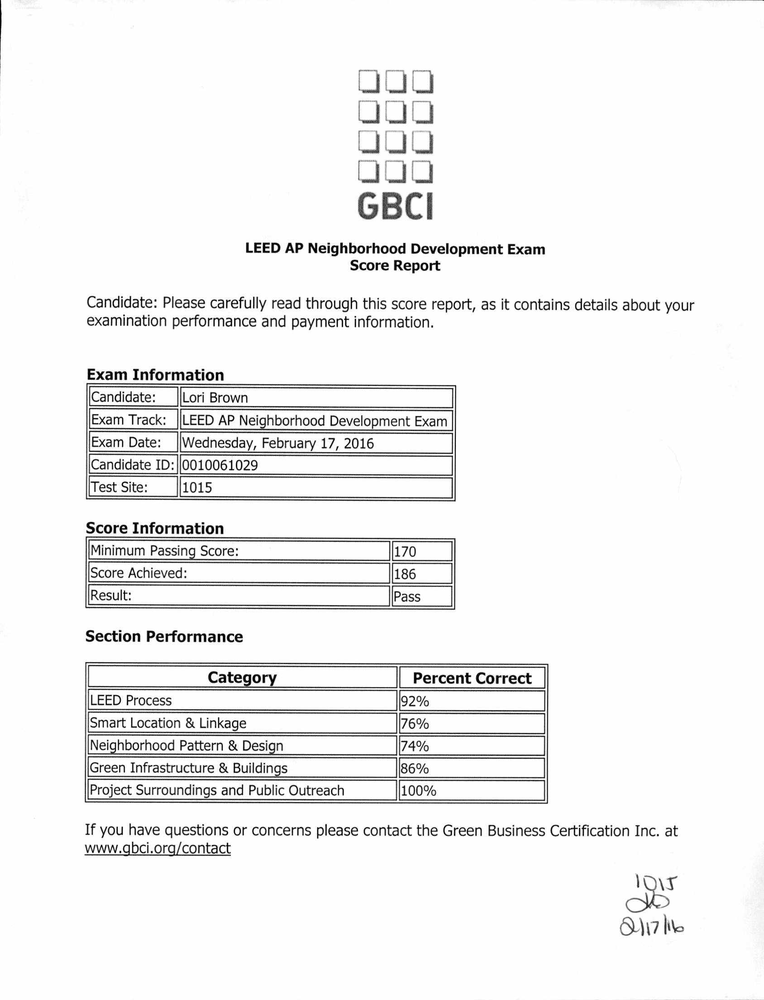 GBCI
LEED AP Neighborhood Development Exam
Score Report
Candidate: Please carefully read through this score report, as it contains details about your
examination performance and payment information.
Exam Information
Candidate: Lori Brown
Exam Track: LEED AP Neighborhood Development Exam
Exam Date: Wednesday, February 17, 2016
Candidate ID: 0010061029
Test Site: 1015
Score Information
Minimum Passing Score: 170
Score Achieved: 186
Result: Pass
Section Performance
Category Percent Correct
LEED Process 92%
Smart Location & Linkage 76%
Neighborhood Pattern & Design 74%
Green Infrastructure & Buildings 86%
Project Surroundings and Public Outreach 100%
If you have questions or concerns please contact the Green Business Certification Inc. at
www.gbci.org/contact
1015
2/17/16